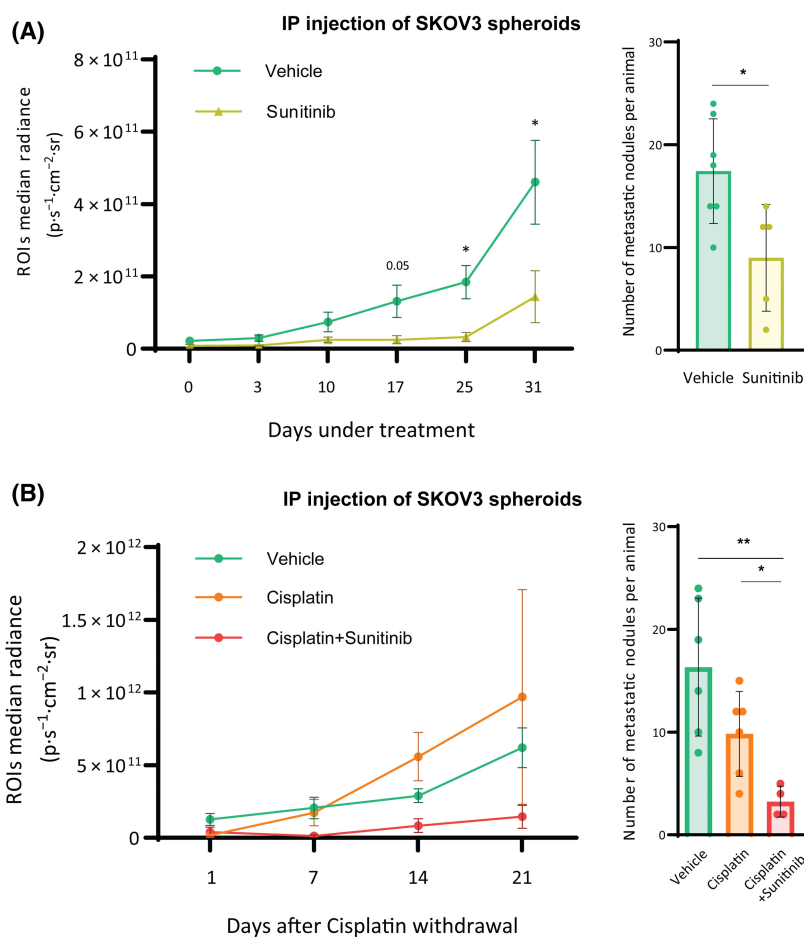 (A)
IP injection of SKOV3 spheroids
ROIs median radiance
(p·s⁻¹·cm⁻²·sr)
8 × 10¹¹
6 × 10¹¹
4 × 10¹¹
2 × 10¹¹
0
Vehicle
Sunitinib
0.05
*
*
0 3 10 17 25 31
Days under treatment
Number of metastatic nodules per animal
30
20
10
0
*
Vehicle Sunitinib
(B)
IP injection of SKOV3 spheroids
ROIs median radiance
(p·s⁻¹·cm⁻²·sr)
2 × 10¹²
1.5 × 10¹²
1 × 10¹²
5 × 10¹¹
0
Vehicle
Cisplatin
Cisplatin+Sunitinib
1 7 14 21
Days after Cisplatin withdrawal
Number of metastatic nodules per animal
30
20
10
0
**
*
Vehicle
Cisplatin
Cisplatin
+Sunitinib